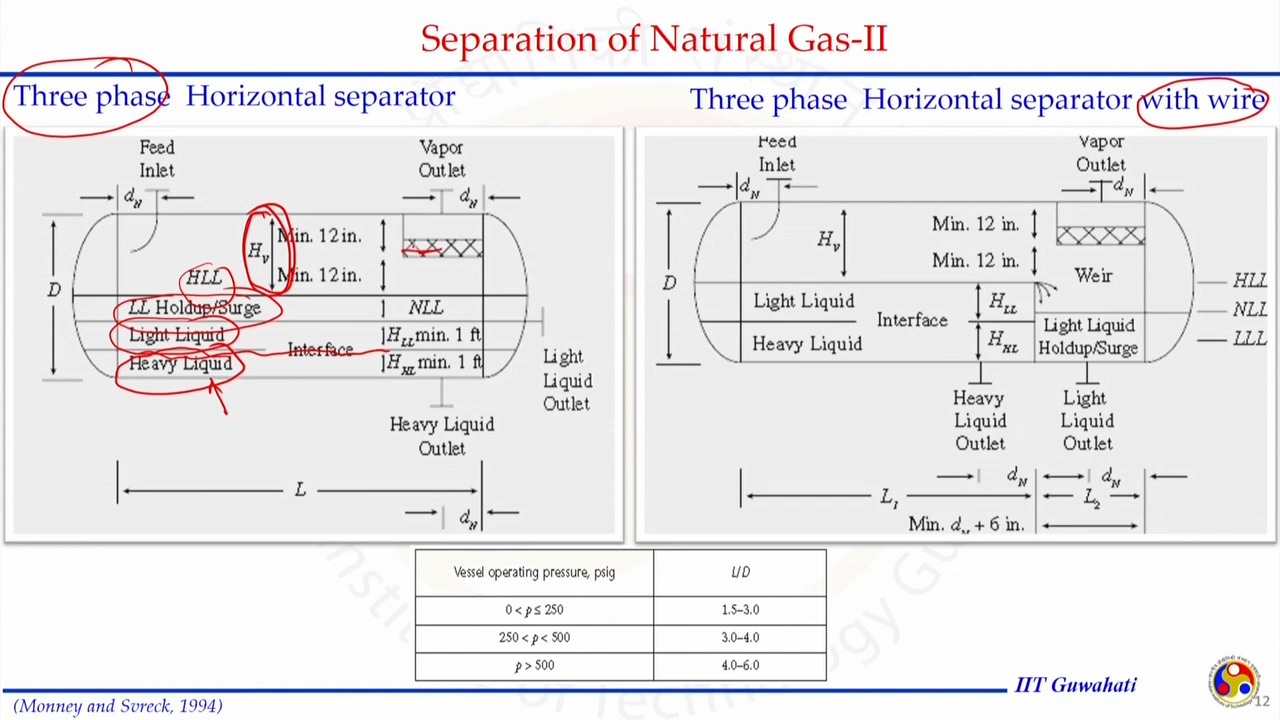 Separation of Natural Gas-II
Three phase Horizontal separator
Three phase Horizontal separator with wire
Feed
Inlet
Vapor
Outlet
d_N
d_N
H_v
Min. 12 in.
Min. 12 in.
D
HLL
LL Holdup/Surge
NLL
Light Liquid
H_LL min. 1 ft
Interface
Heavy Liquid
H_HL min. 1 ft
Light
Liquid
Outlet
Heavy Liquid
Outlet
L
d_N
Feed
Inlet
Vapor
Outlet
d_N
d_N
H_v
Min. 12 in.
Min. 12 in.
D
Weir
HLL
Light Liquid
H_LL
NLL
Interface
Light Liquid
Holdup/Surge
Heavy Liquid
H_HL
LLL
Heavy
Liquid
Outlet
Light
Liquid
Outlet
d_N
d_N
L_1
L_2
Min. d_N + 6 in.
Vessel operating pressure, psig L/D
0 < p ≤ 250 1.5–3.0
250 < p < 500 3.0–4.0
p > 500 4.0–6.0
IIT Guwahati
(Monney and Svreck, 1994)
12